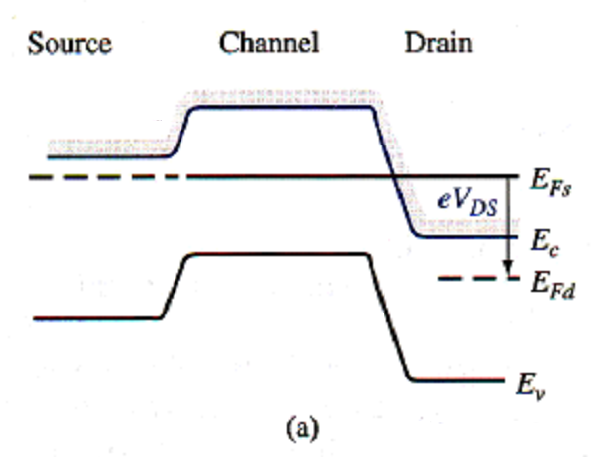 Source Channel Drain
E_Fs
eV_DS
E_c
E_Fd
E_v
(a)